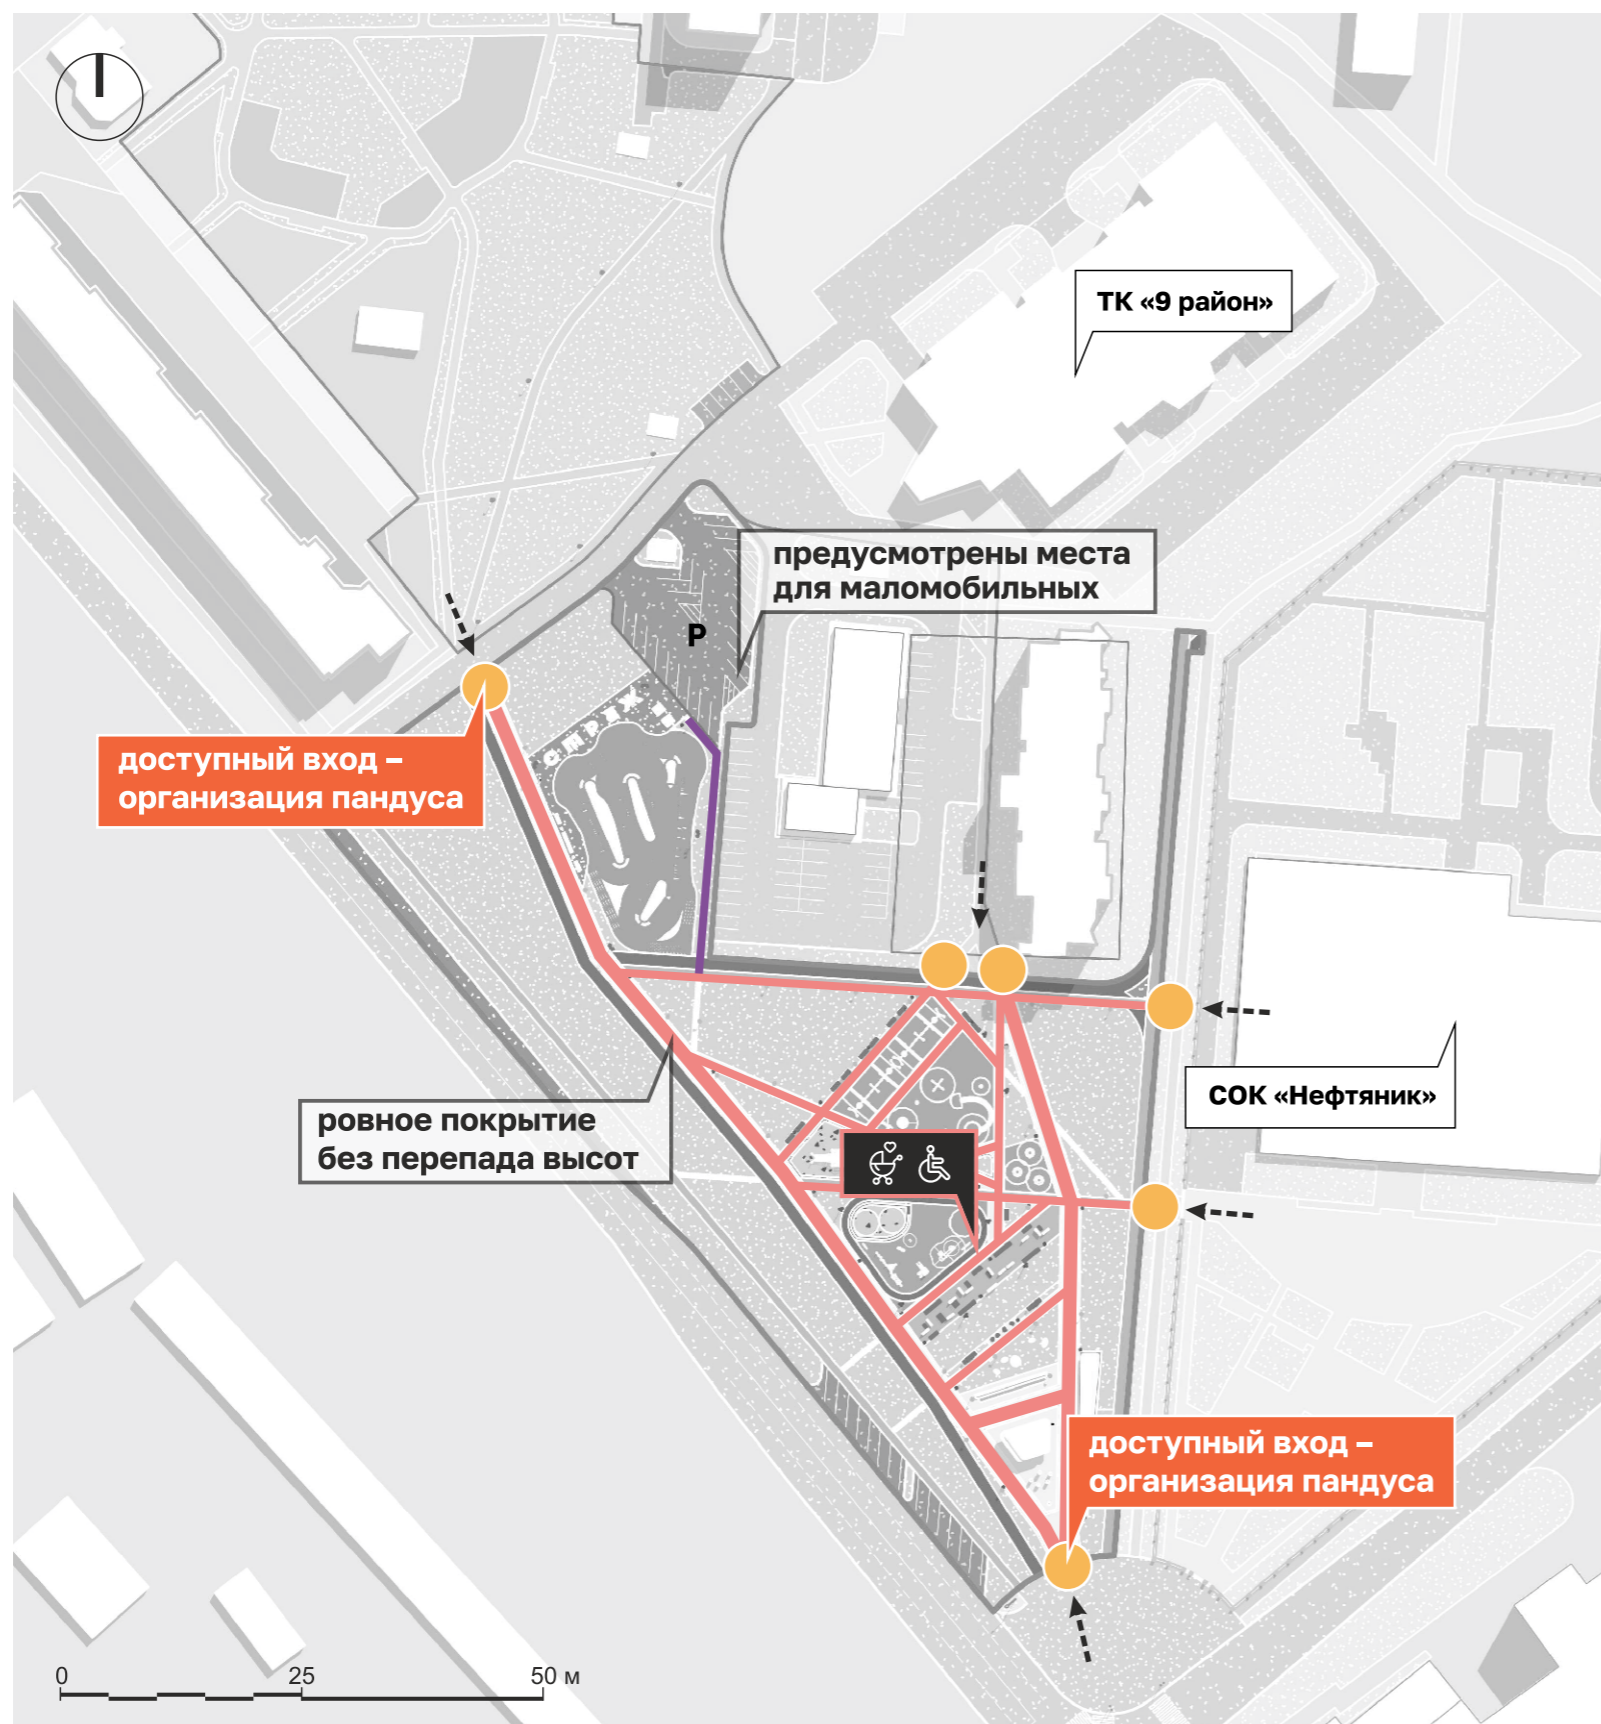 ТК «9 район»
предусмотрены места
для маломобильных
P
доступный вход –
организация пандуса
СОК «Нефтяник»
ровное покрытие
без перепада высот
доступный вход –
организация пандуса
0 25 50 м